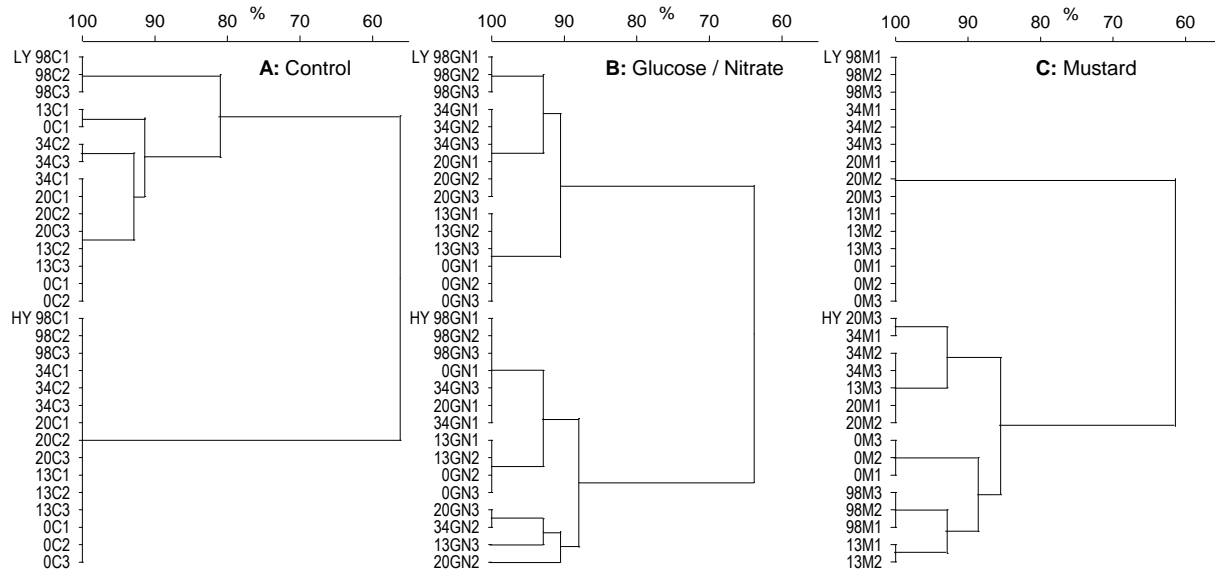 %
100 90 80 70 60
A: Control
LY 98C1
98C2
98C3
13C1
0C1
34C2
34C3
34C1
20C1
20C2
20C3
13C2
13C3
0C1
0C2
HY 98C1
98C2
98C3
34C1
34C2
34C3
20C1
20C2
20C3
13C1
13C2
13C3
0C1
0C2
0C3
%
100 90 80 70 60
B: Glucose / Nitrate
LY 98GN1
98GN2
98GN3
34GN1
34GN2
34GN3
20GN1
20GN2
20GN3
13GN1
13GN2
13GN3
0GN1
0GN2
0GN3
HY 98GN1
98GN2
98GN3
0GN1
34GN3
20GN1
34GN1
13GN1
13GN2
0GN2
0GN3
20GN3
34GN2
13GN3
20GN2
%
100 90 80 70 60
C: Mustard
LY 98M1
98M2
98M3
34M1
34M2
34M3
20M1
20M2
20M3
13M1
13M2
13M3
0M1
0M2
0M3
HY 20M3
34M1
34M2
34M3
13M3
20M1
20M2
0M3
0M2
0M1
98M3
98M2
98M1
13M1
13M2